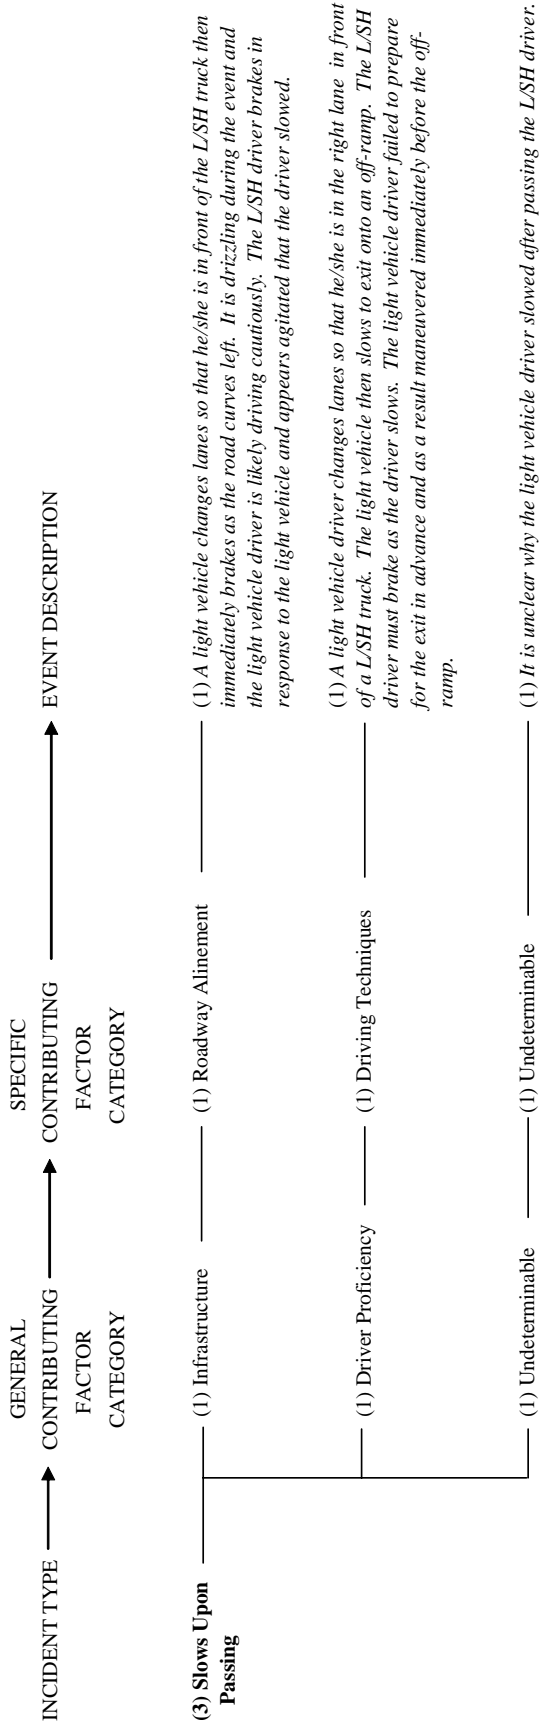 INCIDENT TYPE
GENERAL
CONTRIBUTING
FACTOR
CATEGORY
SPECIFIC
CONTRIBUTING
FACTOR
CATEGORY
EVENT DESCRIPTION
(3) Slows Upon
Passing
(1) Infrastructure
(1) Roadway Alinement
(1) A light vehicle changes lanes so that he/she is in front of the L/SH truck then
immediately brakes as the road curves left. It is drizzling during the event and
the light vehicle driver is likely driving cautiously. The L/SH driver brakes in
response to the light vehicle and appears agitated that the driver slowed.
(1) Driver Proficiency
(1) Driving Techniques
(1) A light vehicle driver changes lanes so that he/she is in the right lane in front
of a L/SH truck. The light vehicle then slows to exit onto an off-ramp. The L/SH
driver must brake as the driver slows. The light vehicle driver failed to prepare
for the exit in advance and as a result maneuvered immediately before the off-
ramp.
(1) Undeterminable
(1) Undeterminable
(1) It is unclear why the light vehicle driver slowed after passing the L/SH driver.